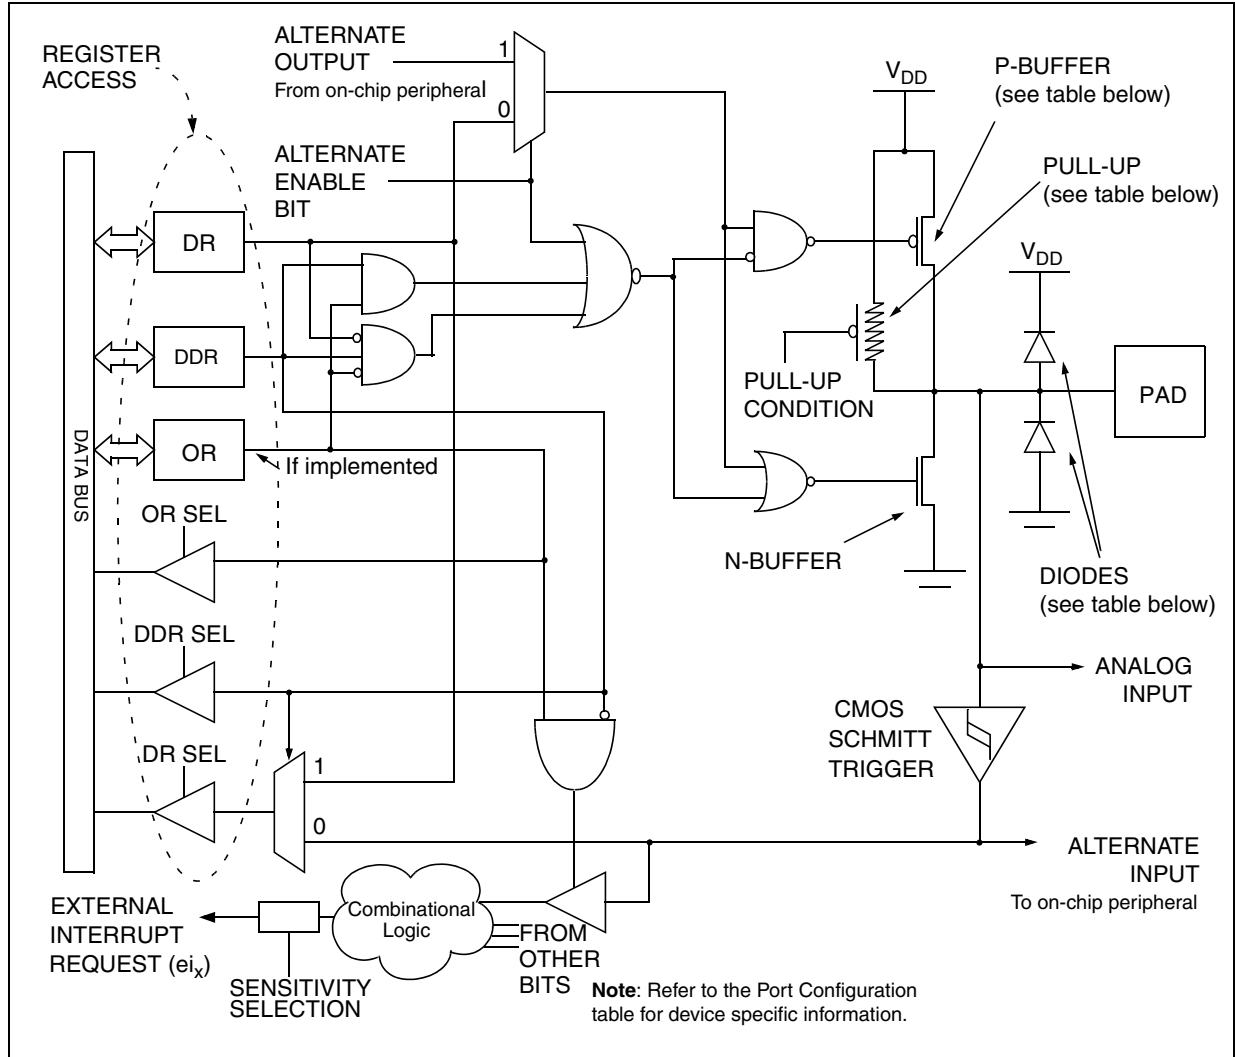 REGISTER
ACCESS
ALTERNATE
OUTPUT
From on-chip peripheral
1
0
ALTERNATE
ENABLE
BIT
VDD
P-BUFFER
(see table below)
PULL-UP
(see table below)
VDD
DR
DDR
OR
If implemented
PULL-UP
CONDITION
PAD
DATA BUS
OR SEL
DDR SEL
DR SEL
N-BUFFER
DIODES
(see table below)
ANALOG
INPUT
CMOS
SCHMITT
TRIGGER
1
0
ALTERNATE
INPUT
To on-chip peripheral
EXTERNAL
INTERRUPT
REQUEST (eix)
Combinational
Logic
SENSITIVITY
SELECTION
FROM
OTHER
BITS
Note: Refer to the Port Configuration
table for device specific information.